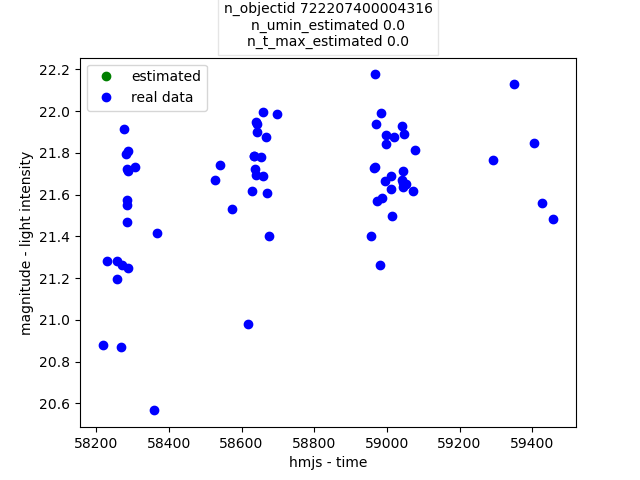 n_objectid 722207400004316
n_umin_estimated 0.0
n_t_max_estimated 0.0
estimated
real data
magnitude - light intensity
22.2
22.0
21.8
21.6
21.4
21.2
21.0
20.8
20.6
58200 58400 58600 58800 59000 59200 59400
hmjs - time